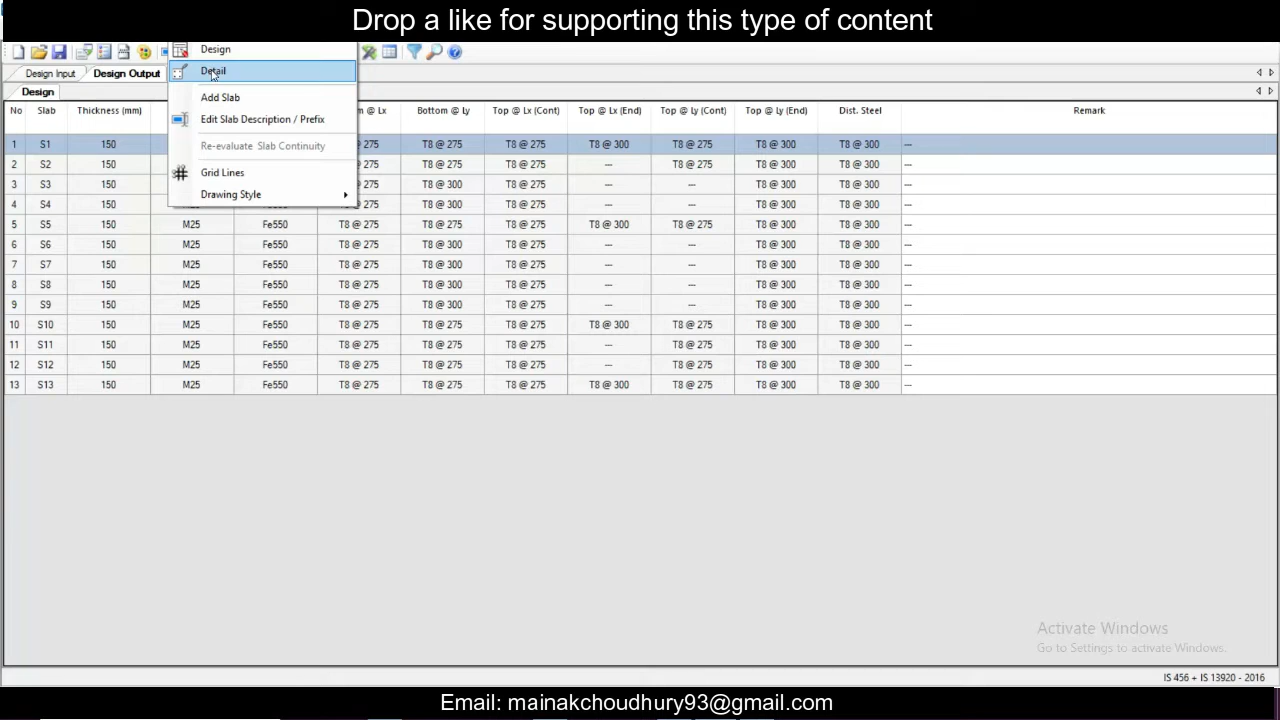 Drop a like for supporting this type of content
Design
Design Input Design Output Detail
Design
Add Slab
Edit Slab Description / Prefix
Re-evaluate Slab Continuity
Grid Lines
Drawing Style
No Slab Thickness (mm) @ Lx Bottom @ Ly Top @ Lx (Cont) Top @ Lx (End) Top @ Ly (Cont) Top @ Ly (End) Dist. Steel Remark
1 S1 150 @ 275 T8 @ 275 T8 @ 275 T8 @ 300 T8 @ 275 T8 @ 300 T8 @ 300 ---
2 S2 150 @ 275 T8 @ 275 T8 @ 275 --- T8 @ 275 T8 @ 300 T8 @ 300 ---
3 S3 150 @ 275 T8 @ 300 T8 @ 275 --- --- T8 @ 300 T8 @ 300 ---
4 S4 150 M25 Fe550 @ 275 T8 @ 300 T8 @ 275 --- --- T8 @ 300 T8 @ 300 ---
5 S5 150 M25 Fe550 T8 @ 275 T8 @ 300 T8 @ 275 T8 @ 300 T8 @ 275 T8 @ 300 T8 @ 300 ---
6 S6 150 M25 Fe550 T8 @ 275 T8 @ 300 T8 @ 275 --- --- T8 @ 300 T8 @ 300 ---
7 S7 150 M25 Fe550 T8 @ 275 T8 @ 300 T8 @ 275 --- --- T8 @ 300 T8 @ 300 ---
8 S8 150 M25 Fe550 T8 @ 275 T8 @ 300 T8 @ 275 --- --- T8 @ 300 T8 @ 300 ---
9 S9 150 M25 Fe550 T8 @ 275 T8 @ 300 T8 @ 275 --- --- T8 @ 300 T8 @ 300 ---
10 S10 150 M25 Fe550 T8 @ 275 T8 @ 275 T8 @ 275 T8 @ 300 T8 @ 275 T8 @ 300 T8 @ 300 ---
11 S11 150 M25 Fe550 T8 @ 275 T8 @ 275 T8 @ 275 --- T8 @ 275 T8 @ 300 T8 @ 300 ---
12 S12 150 M25 Fe550 T8 @ 275 T8 @ 275 T8 @ 275 --- T8 @ 275 T8 @ 300 T8 @ 300 ---
13 S13 150 M25 Fe550 T8 @ 275 T8 @ 275 T8 @ 275 T8 @ 300 T8 @ 275 T8 @ 300 T8 @ 300 ---
Activate Windows
Go to Settings to activate Windows.
IS 456 + IS 13920 - 2016
Email: mainakchoudhury93@gmail.com